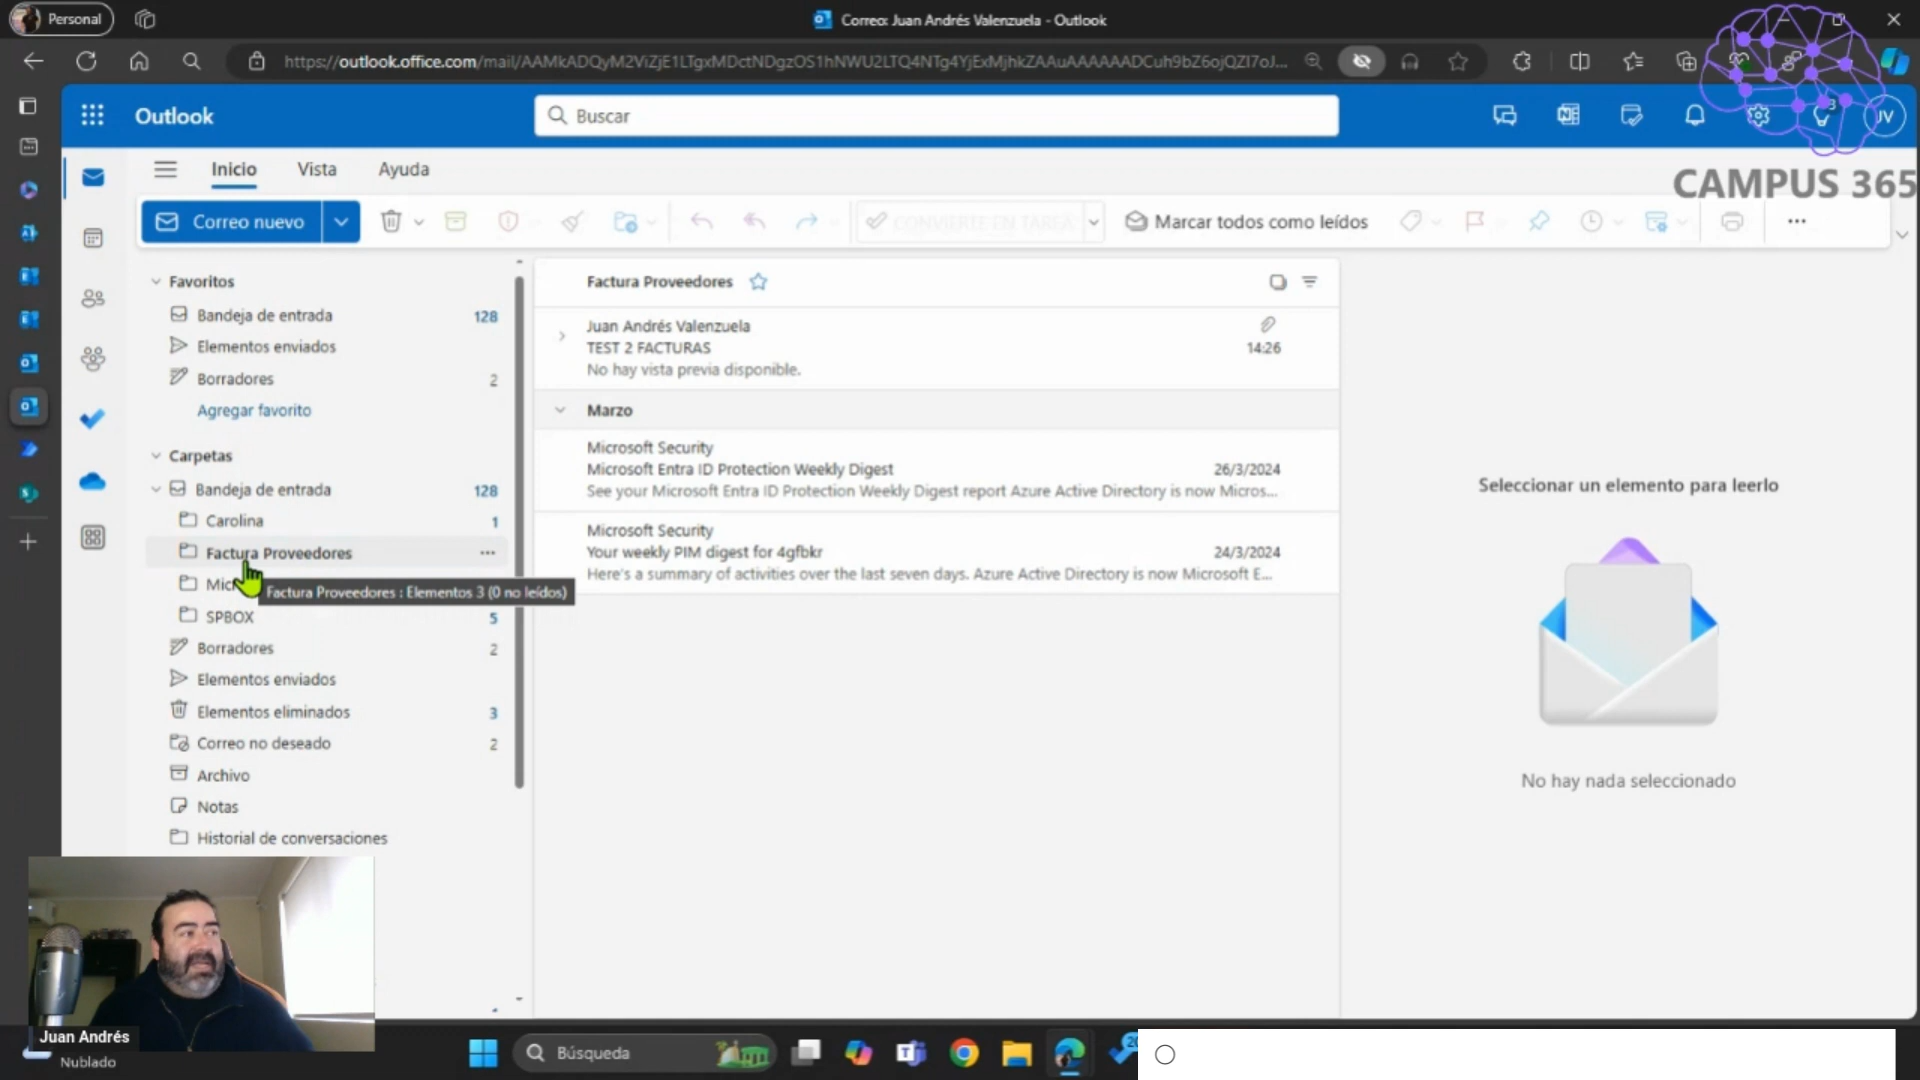 Personal
Correo: Juan Andrés Valenzuela - Outlook
Outlook
Buscar
3
JV
CAMPUS 365
Inicio
Vista
Ayuda
Correo nuevo
CONVIERTE EN TAREA
Marcar todos como leídos
Favoritos
Bandeja de entrada 128
Elementos enviados
Borradores 2
Agregar favorito
Carpetas
Bandeja de entrada 128
Carolina 1
Factura Proveedores
Factura Proveedores : Elementos 3 (0 no leídos)
SPBOX 5
Borradores 2
Elementos enviados
Elementos eliminados 3
Correo no deseado 2
Archivo
Notas
Historial de conversaciones
Factura Proveedores
Juan Andrés Valenzuela
TEST 2 FACTURAS 14:26
No hay vista previa disponible.
Marzo
Microsoft Security
Microsoft Entra ID Protection Weekly Digest 26/3/2024
See your Microsoft Entra ID Protection Weekly Digest report Azure Active Directory is now Micros...
Microsoft Security
Your weekly PIM digest for 4gfbkr 24/3/2024
Here's a summary of activities over the last seven days. Azure Active Directory is now Microsoft E...
Seleccionar un elemento para leerlo
No hay nada seleccionado
Juan Andrés
Nublado
Búsqueda